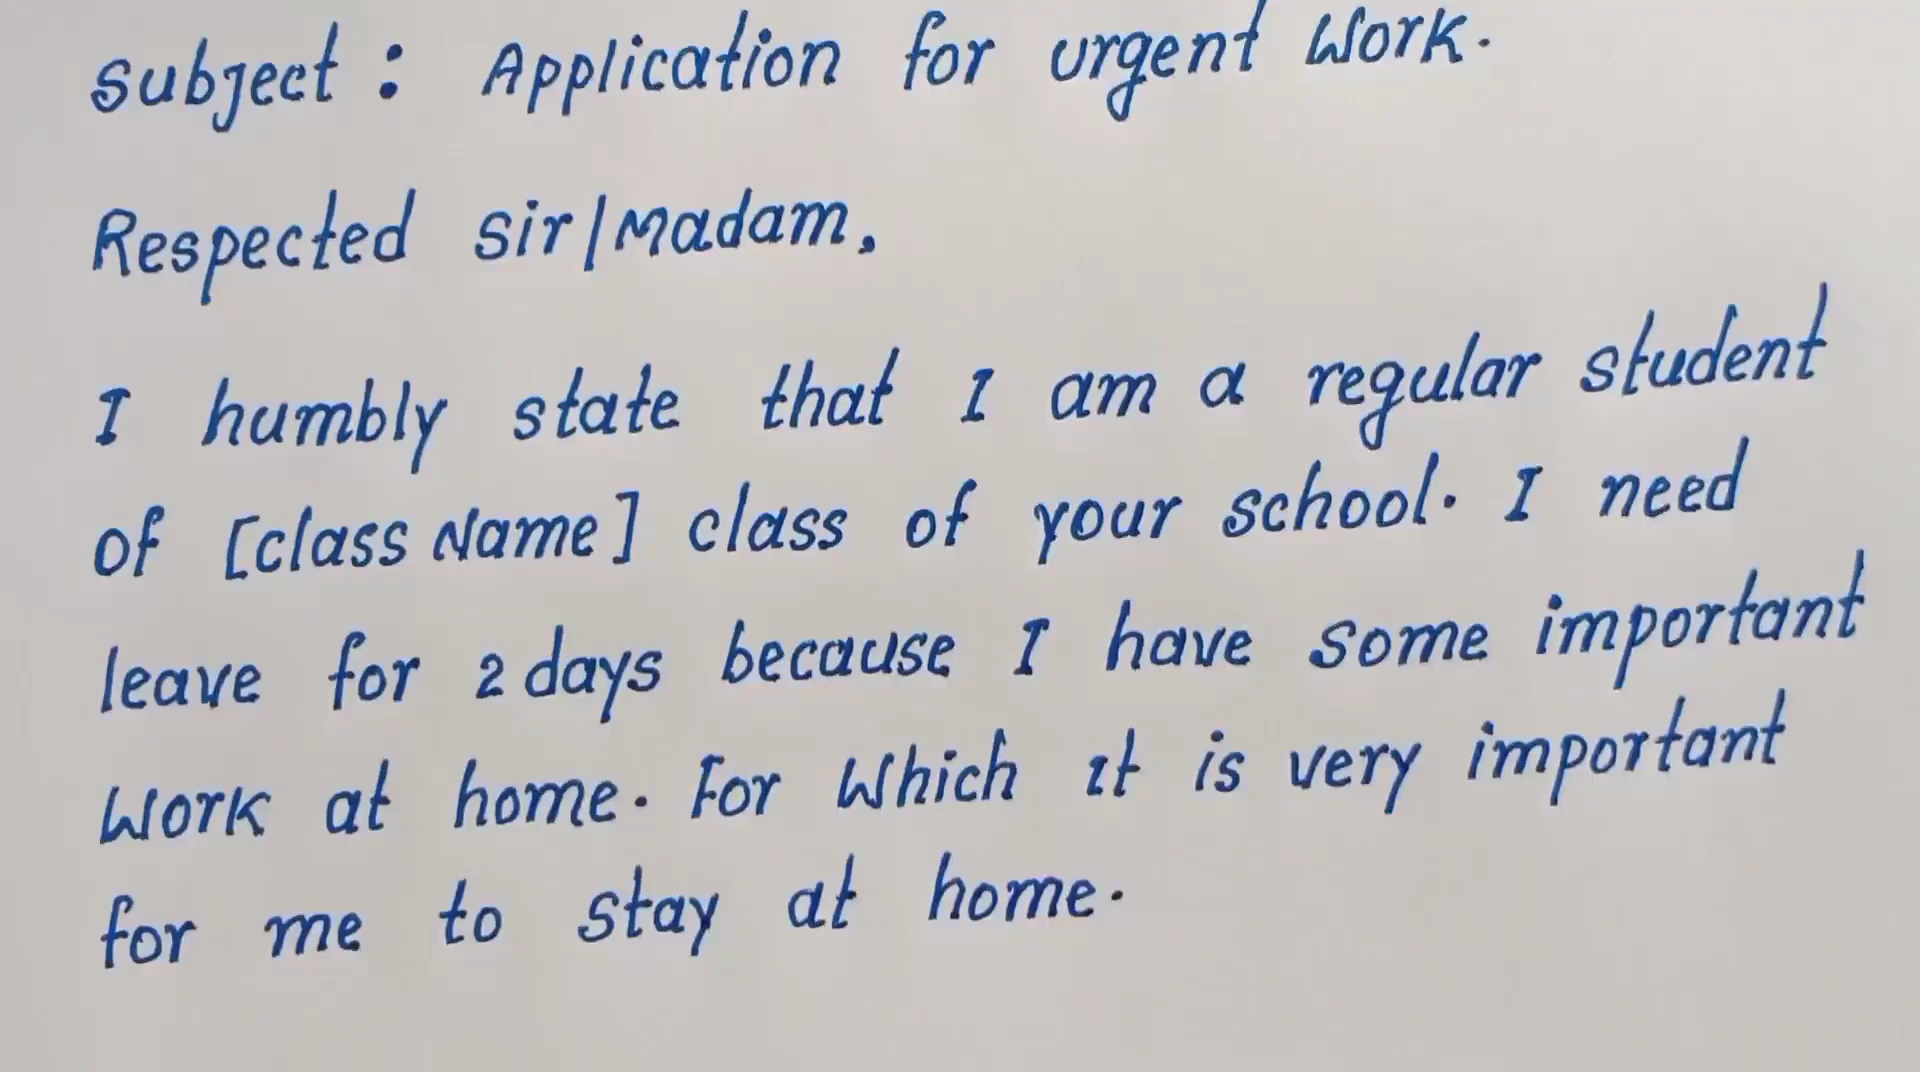 Subject : Application for urgent work.
Respected sir/Madam,
I humbly state that I am a regular student
of [class Name] class of your school. I need
leave for 2 days because I have some important
work at home. For which it is very important
for me to stay at home.